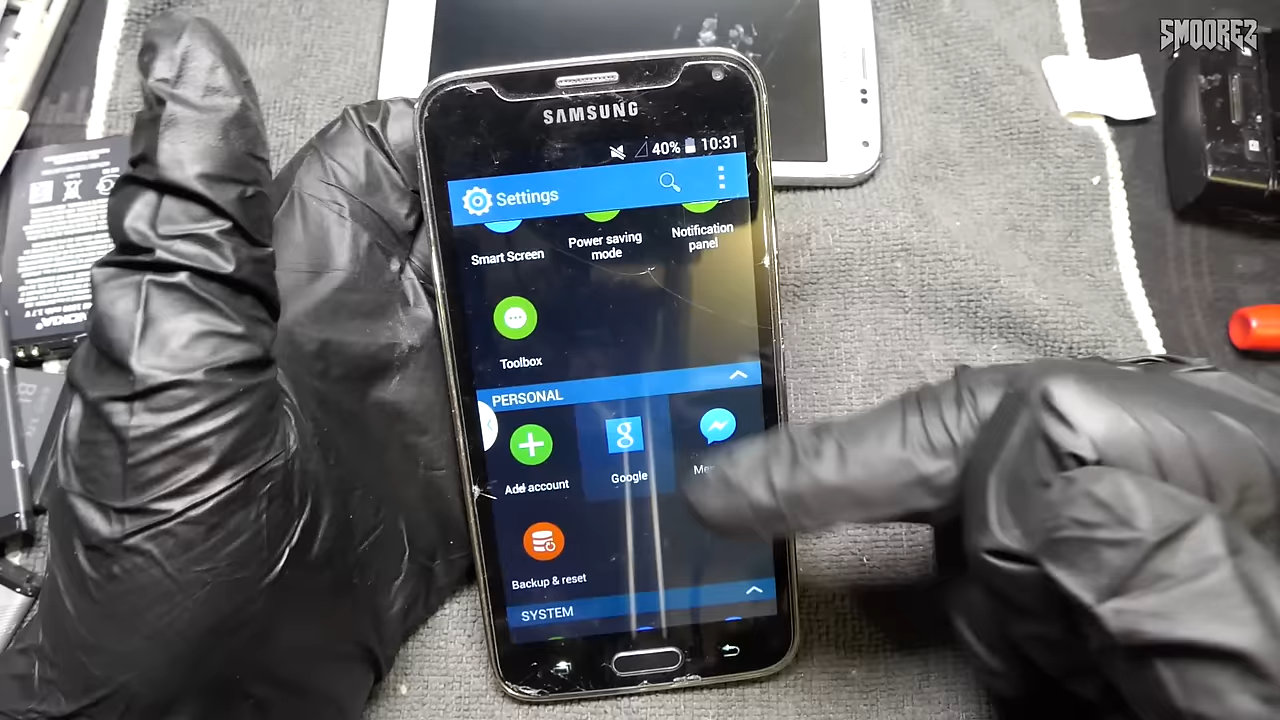 SMOOREZ
SAMSUNG
40% 10:31
Settings
Smart Screen
Power saving mode
Notification panel
Toolbox
PERSONAL
Add account
Google
Backup & reset
SYSTEM
NOKIA